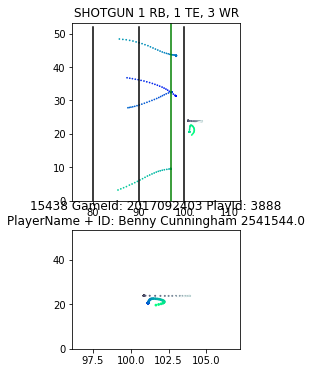 SHOTGUN 1 RB, 1 TE, 3 WR
50
40
30
20
10
0
80 90 100 110
15438 GameId: 2017092403 PlayId: 3888
PlayerName + ID: Benny Cunningham 2541544.0
40
20
0
97.5 100.0 102.5 105.0